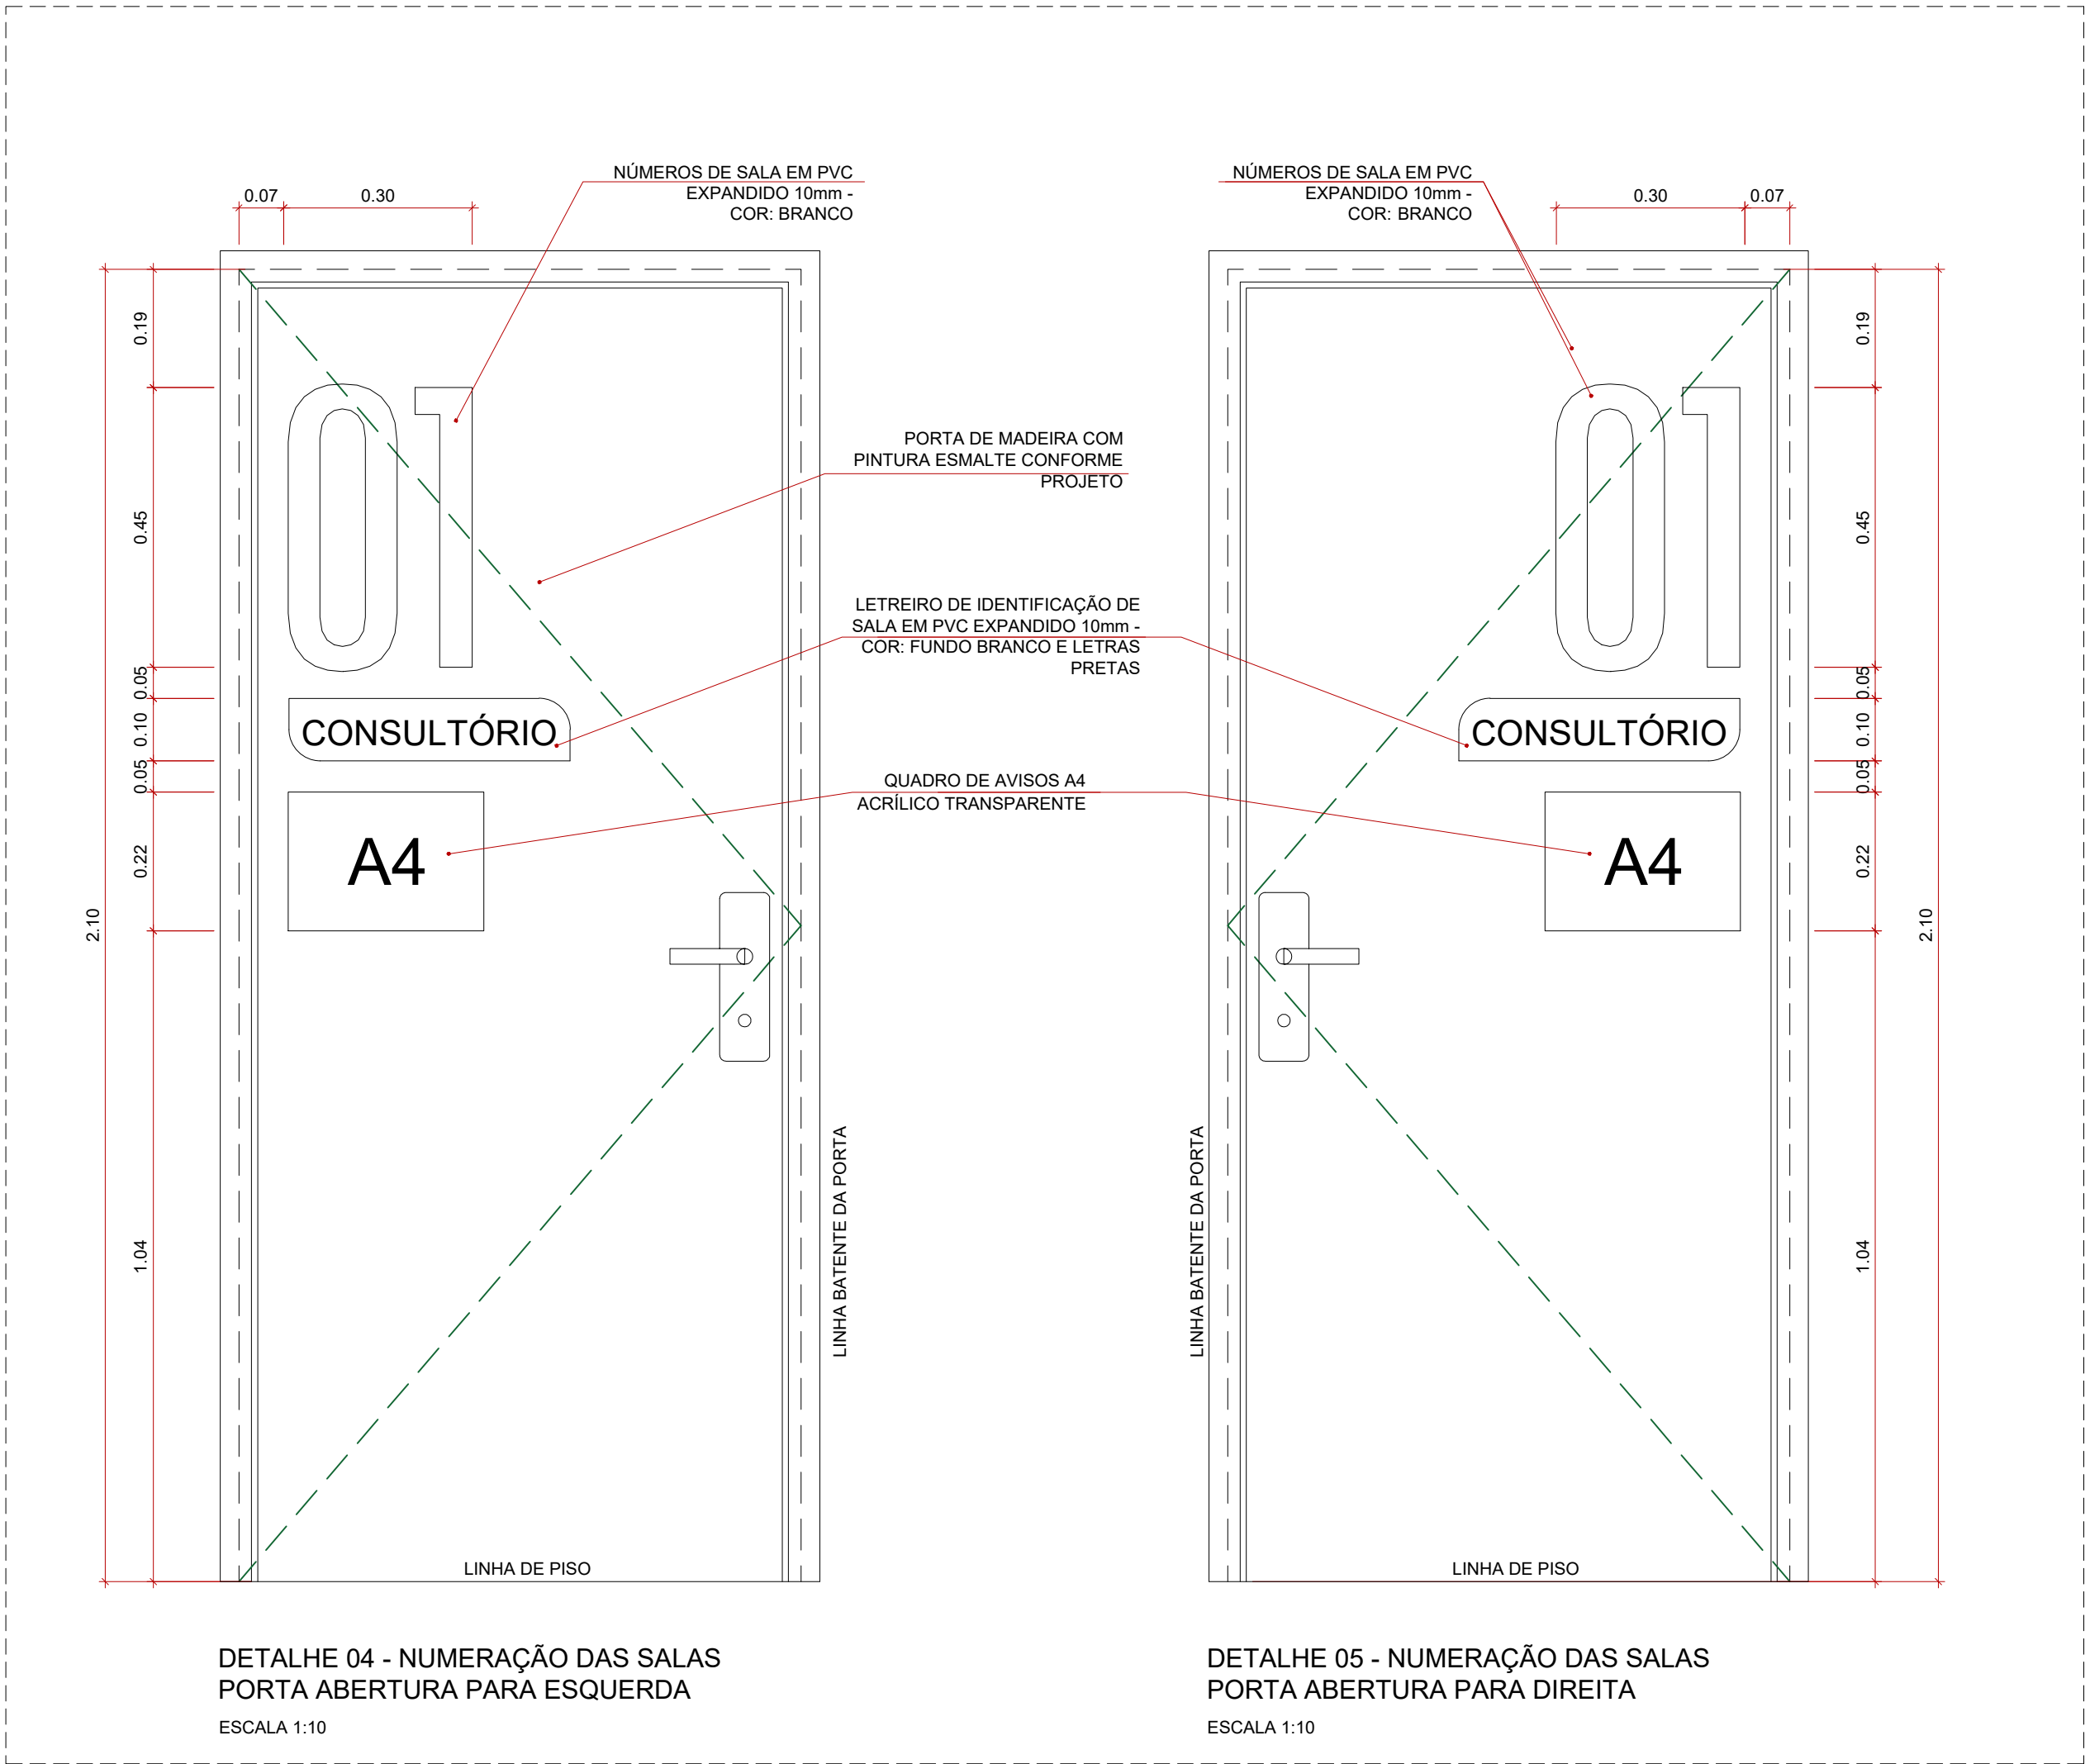 NÚMEROS DE SALA EM PVC
EXPANDIDO 10mm -
COR: BRANCO
0.07
0.30
0.19
0.45
0.05
0.10
0.05
0.22
2.10
1.04
01
CONSULTÓRIO
A4
PORTA DE MADEIRA COM
PINTURA ESMALTE CONFORME
PROJETO
LETREIRO DE IDENTIFICAÇÃO DE
SALA EM PVC EXPANDIDO 10mm -
COR: FUNDO BRANCO E LETRAS
PRETAS
QUADRO DE AVISOS A4
ACRÍLICO TRANSPARENTE
LINHA BATENTE DA PORTA
LINHA DE PISO
DETALHE 04 - NUMERAÇÃO DAS SALAS
PORTA ABERTURA PARA ESQUERDA
ESCALA 1:10
NÚMEROS DE SALA EM PVC
EXPANDIDO 10mm -
COR: BRANCO
0.30
0.07
01
CONSULTÓRIO
A4
0.19
0.45
0.05
0.10
0.05
0.22
2.10
1.04
LINHA BATENTE DA PORTA
LINHA DE PISO
DETALHE 05 - NUMERAÇÃO DAS SALAS
PORTA ABERTURA PARA DIREITA
ESCALA 1:10